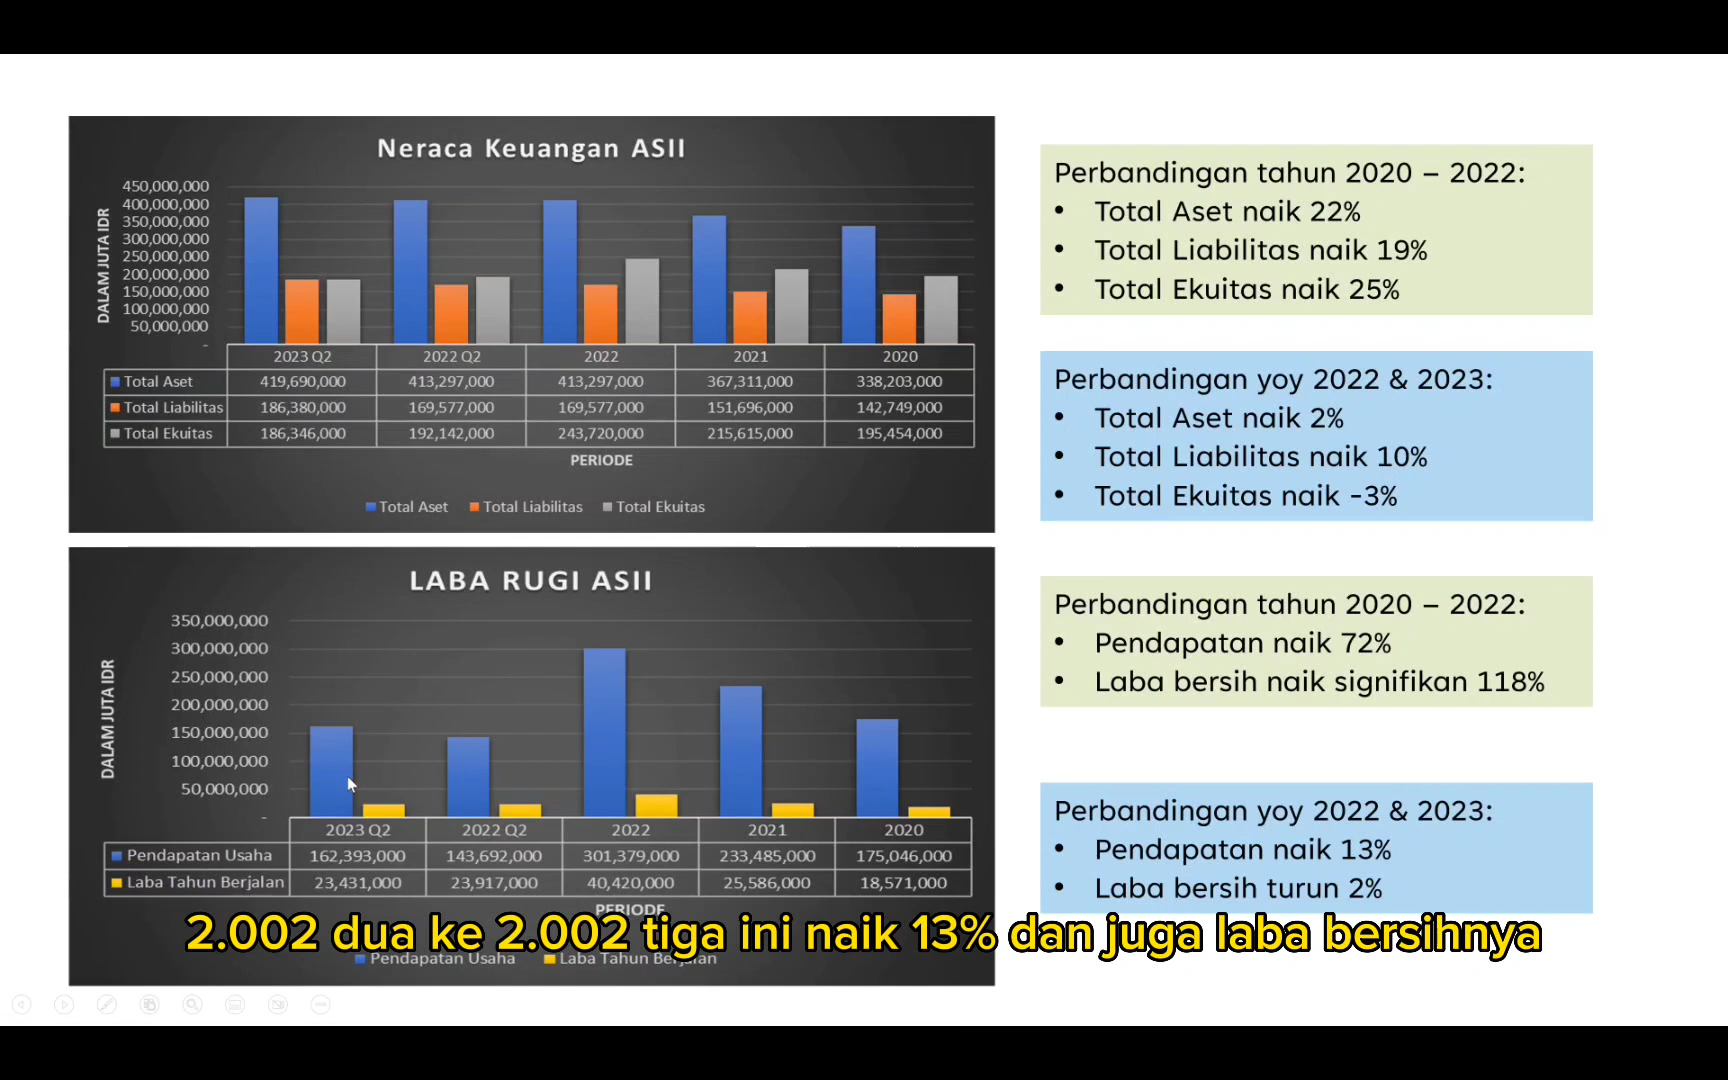 Neraca Keuangan ASII
DALAM JUTA IDR
450,000,000
400,000,000
350,000,000
300,000,000
250,000,000
200,000,000
150,000,000
100,000,000
50,000,000
-
2023 Q2 2022 Q2 2022 2021 2020
Total Aset 419,690,000 413,297,000 413,297,000 367,311,000 338,203,000
Total Liabilitas 186,380,000 169,577,000 169,577,000 151,696,000 142,749,000
Total Ekuitas 186,346,000 192,142,000 243,720,000 215,615,000 195,454,000
PERIODE
Total Aset Total Liabilitas Total Ekuitas
Perbandingan tahun 2020 – 2022:
• Total Aset naik 22%
• Total Liabilitas naik 19%
• Total Ekuitas naik 25%
Perbandingan yoy 2022 & 2023:
• Total Aset naik 2%
• Total Liabilitas naik 10%
• Total Ekuitas naik -3%
LABA RUGI ASII
DALAM JUTA IDR
350,000,000
300,000,000
250,000,000
200,000,000
150,000,000
100,000,000
50,000,000
-
2023 Q2 2022 Q2 2022 2021 2020
Pendapatan Usaha 162,393,000 143,692,000 301,379,000 233,485,000 175,046,000
Laba Tahun Berjalan 23,431,000 23,917,000 40,420,000 25,586,000 18,571,000
PERIODE
Pendapatan Usaha Laba Tahun Berjalan
Perbandingan tahun 2020 – 2022:
• Pendapatan naik 72%
• Laba bersih naik signifikan 118%
Perbandingan yoy 2022 & 2023:
• Pendapatan naik 13%
• Laba bersih turun 2%
2.002 dua ke 2.002 tiga ini naik 13% dan juga laba bersihnya